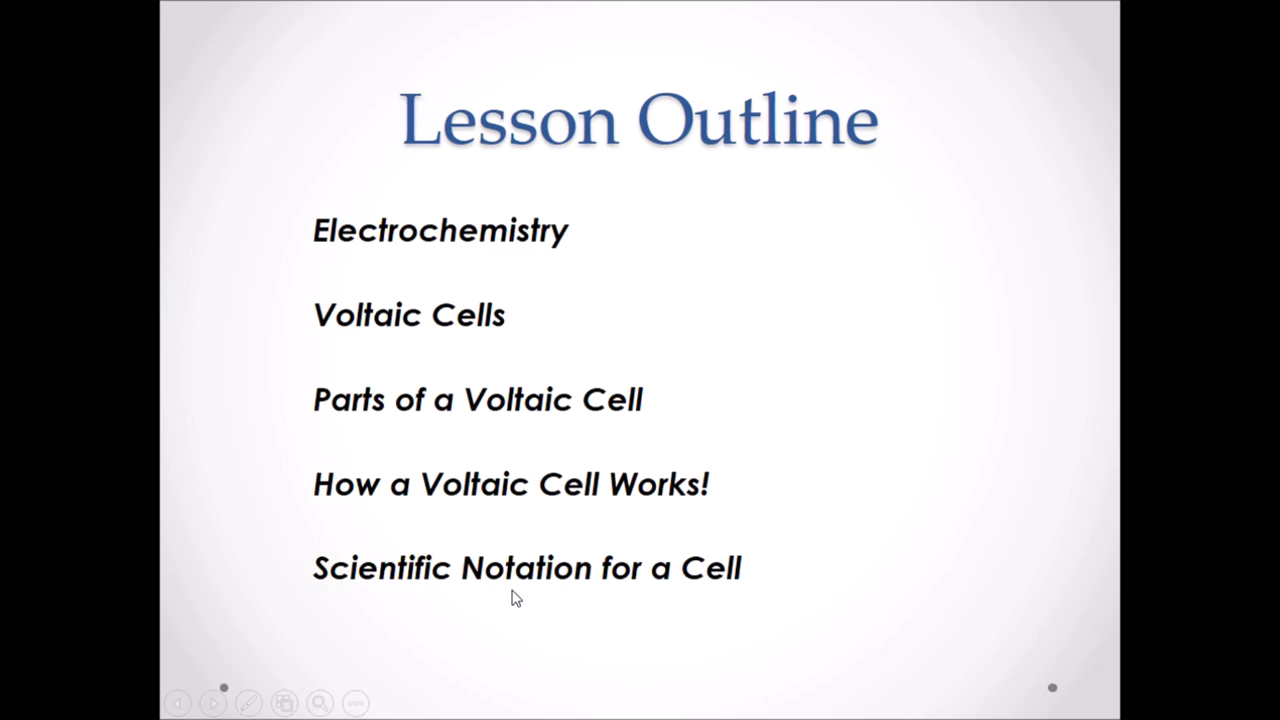 Lesson Outline
Electrochemistry
Voltaic Cells
Parts of a Voltaic Cell
How a Voltaic Cell Works!
Scientific Notation for a Cell